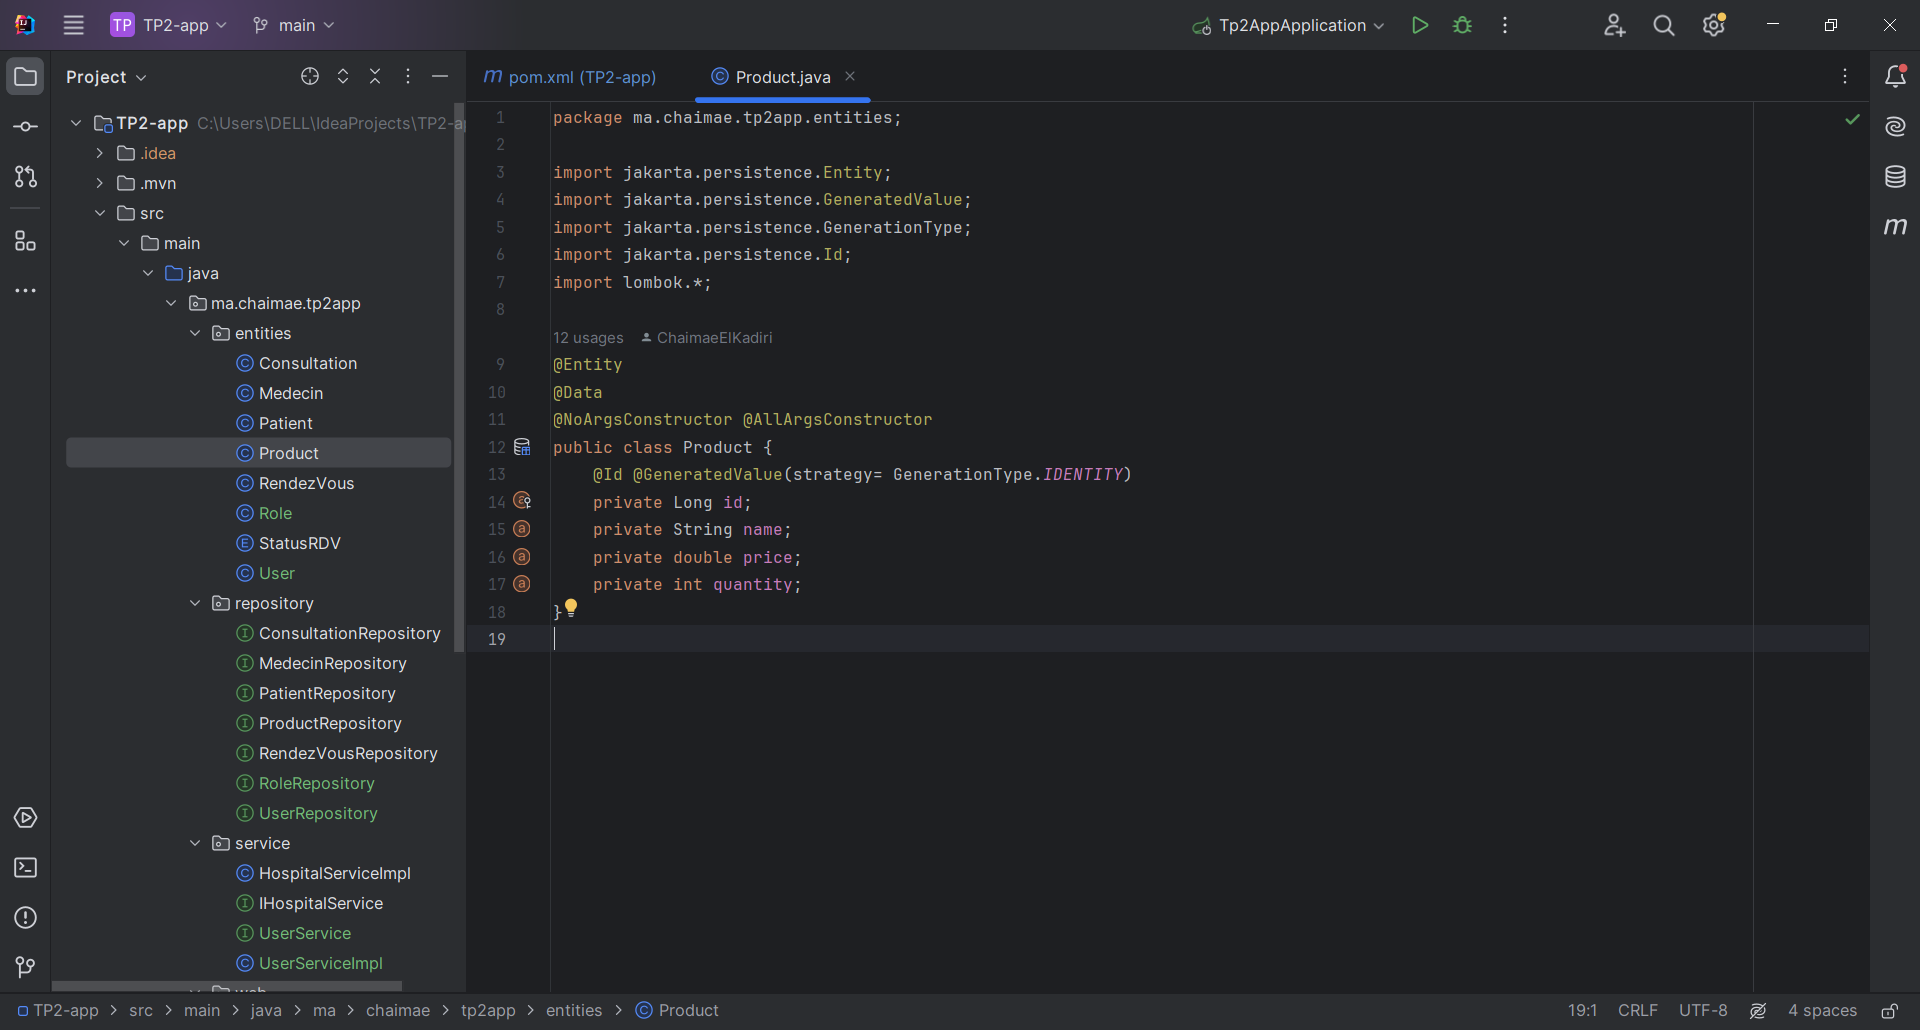 TP TP2-app main Tp2AppApplication
Project
m pom.xml (TP2-app) Product.java
TP2-app C:\Users\DELL\IdeaProjects\TP2-a
.idea
.mvn
src
main
java
ma.chaimae.tp2app
entities
Consultation
Medecin
Patient
Product
RendezVous
Role
StatusRDV
User
repository
ConsultationRepository
MedecinRepository
PatientRepository
ProductRepository
RendezVousRepository
RoleRepository
UserRepository
service
HospitalServiceImpl
IHospitalService
UserService
UserServiceImpl
1 package ma.chaimae.tp2app.entities;
2
3 import jakarta.persistence.Entity;
4 import jakarta.persistence.GeneratedValue;
5 import jakarta.persistence.GenerationType;
6 import jakarta.persistence.Id;
7 import lombok.*;
8
12 usages ChaimaeElKadiri
9 @Entity
10 @Data
11 @NoArgsConstructor @AllArgsConstructor
12 public class Product {
13 @Id @GeneratedValue(strategy= GenerationType.IDENTITY)
14 private Long id;
15 private String name;
16 private double price;
17 private int quantity;
18 }
19
TP2-app > src > main > java > ma > chaimae > tp2app > entities > Product
19:1 CRLF UTF-8 4 spaces